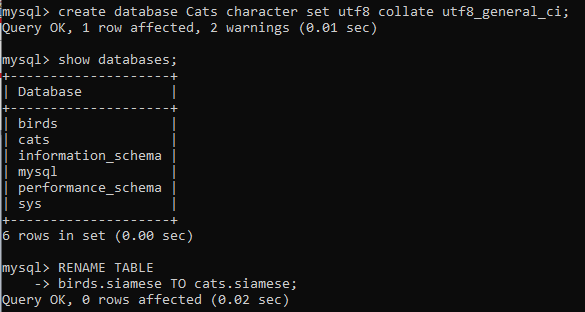 mysql> create database Cats character set utf8 collate utf8_general_ci;
Query OK, 1 row affected, 2 warnings (0.01 sec)
mysql> show databases;
+--------------------+
| Database           |
+--------------------+
| birds              |
| cats               |
| information_schema |
| mysql              |
| performance_schema |
| sys                |
+--------------------+
6 rows in set (0.00 sec)
mysql> RENAME TABLE
    -> birds.siamese TO cats.siamese;
Query OK, 0 rows affected (0.02 sec)